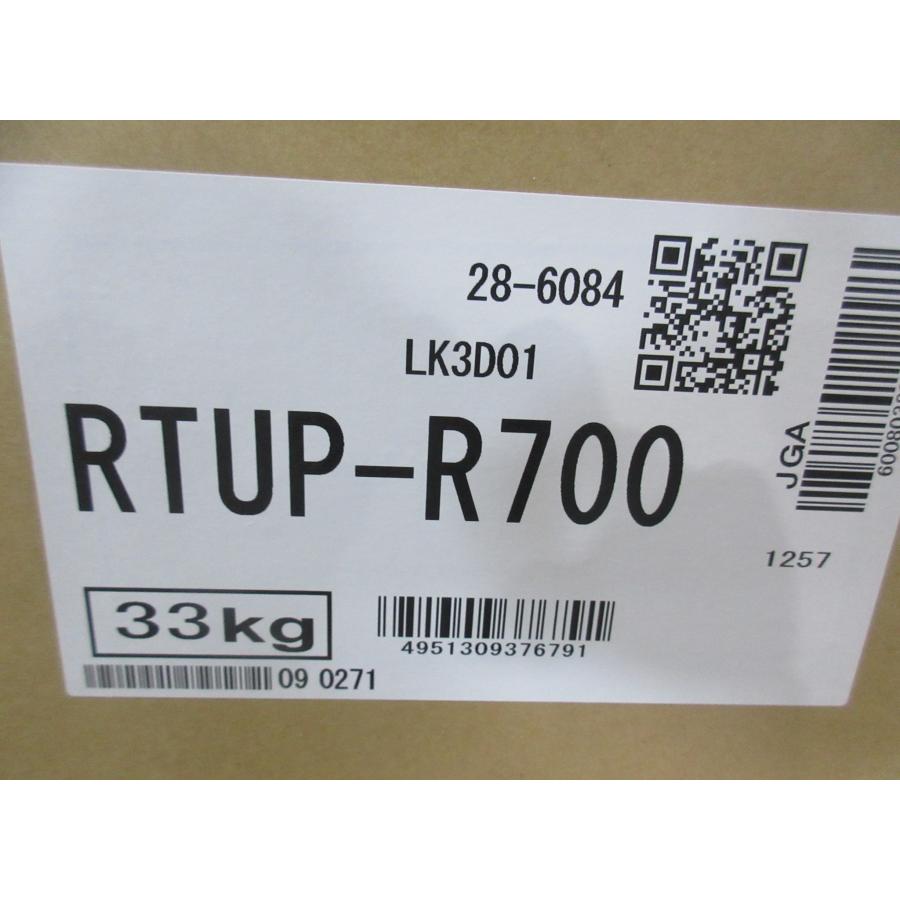 28-6084
LK3D01
RTUP-R700
JGA
1257
33kg
4951309376791
09 0271